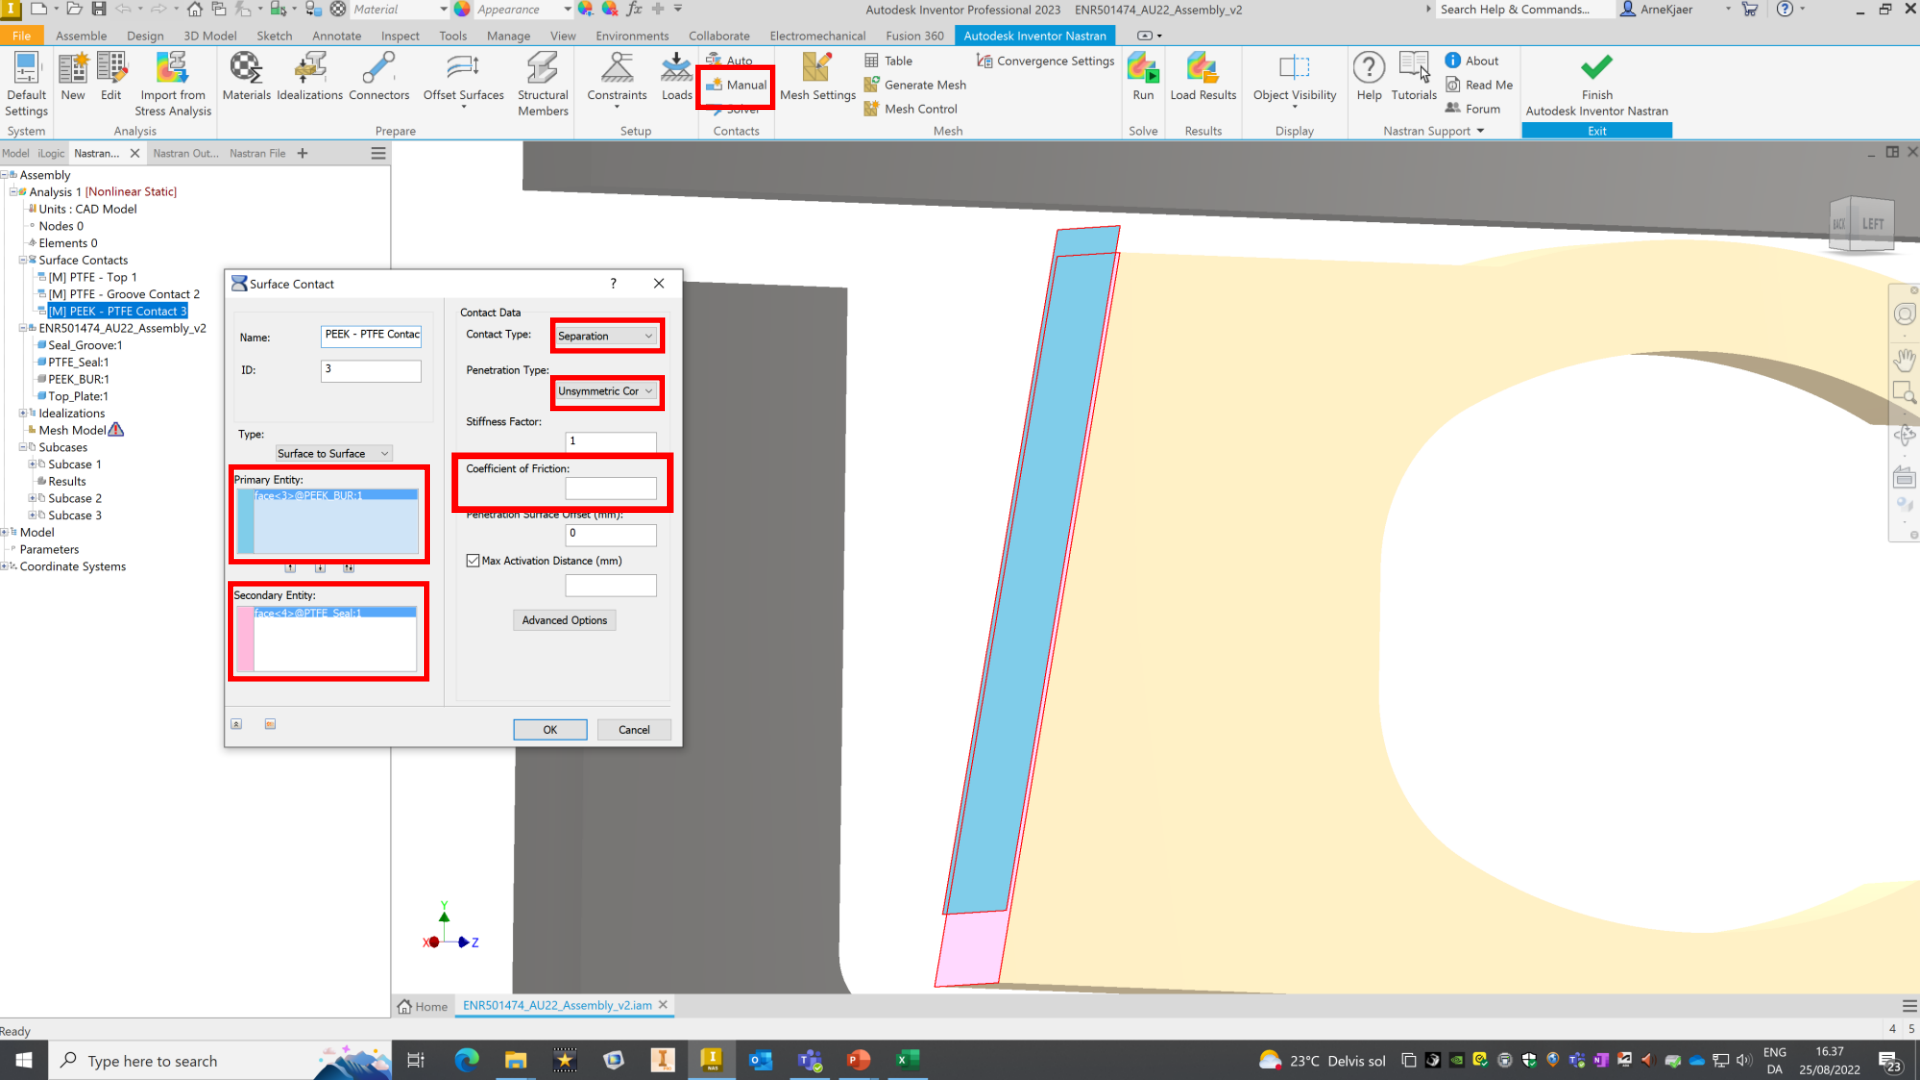 Material
Appearance
Autodesk Inventor Professional 2023 ENR501474_AU22_Assembly_v2
Search Help & Commands...
ArneKjaer
File Assembly Design 3D Model Sketch Annotate Inspect Tools Manage View Environments Collaborate Electromechanical Fusion 360 Autodesk Inventor Nastran
Default Settings
New
Edit
Import from Stress Analysis
Materials
Idealizations
Connectors
Offset Surfaces
Structural Members
Constraints
Loads
Auto
Manual
Solver
Mesh Settings
Table
Generate Mesh
Mesh Control
Convergence Settings
Run
Load Results
Object Visibility
Help
Tutorials
About
Read Me
Forum
Finish
Autodesk Inventor Nastran
System Analysis Prepare Setup Contacts Mesh Solve Results Display Nastran Support Exit
Model iLogic Nastran... Nastran Out... Nastran File
Assembly
Analysis 1 [Nonlinear Static]
Units : CAD Model
Nodes 0
Elements 0
Surface Contacts
[M] PTFE - Top 1
[M] PTFE - Groove Contact 2
[M] PEEK - PTFE Contact 3
ENR501474_AU22_Assembly_v2
Seal_Groove:1
PTFE_Seal:1
PEEK_BUR:1
Top_Plate:1
Idealizations
Mesh Model
Subcases
Subcase 1
Results
Subcase 2
Subcase 3
Model
Parameters
Coordinate Systems
Surface Contact
?
Name:
PEEK - PTFE Contac
ID:
3
Type:
Surface to Surface
Primary Entity:
face<3>@PEEK_BUR:1
Secondary Entity:
face<4>@PTFE_Seal:1
Contact Data
Contact Type:
Separation
Penetration Type:
Unsymmetric Cor
Stiffness Factor:
1
Coefficient of Friction:
Penetration Surface Offset (mm):
0
Max Activation Distance (mm)
Advanced Options
OK
Cancel
BACK
LEFT
Y
X
Z
Home
ENR501474_AU22_Assembly_v2.iam
Ready
4 5
Type here to search
23°C Delvis sol
ENG
DA
16.37
25/08/2022
23